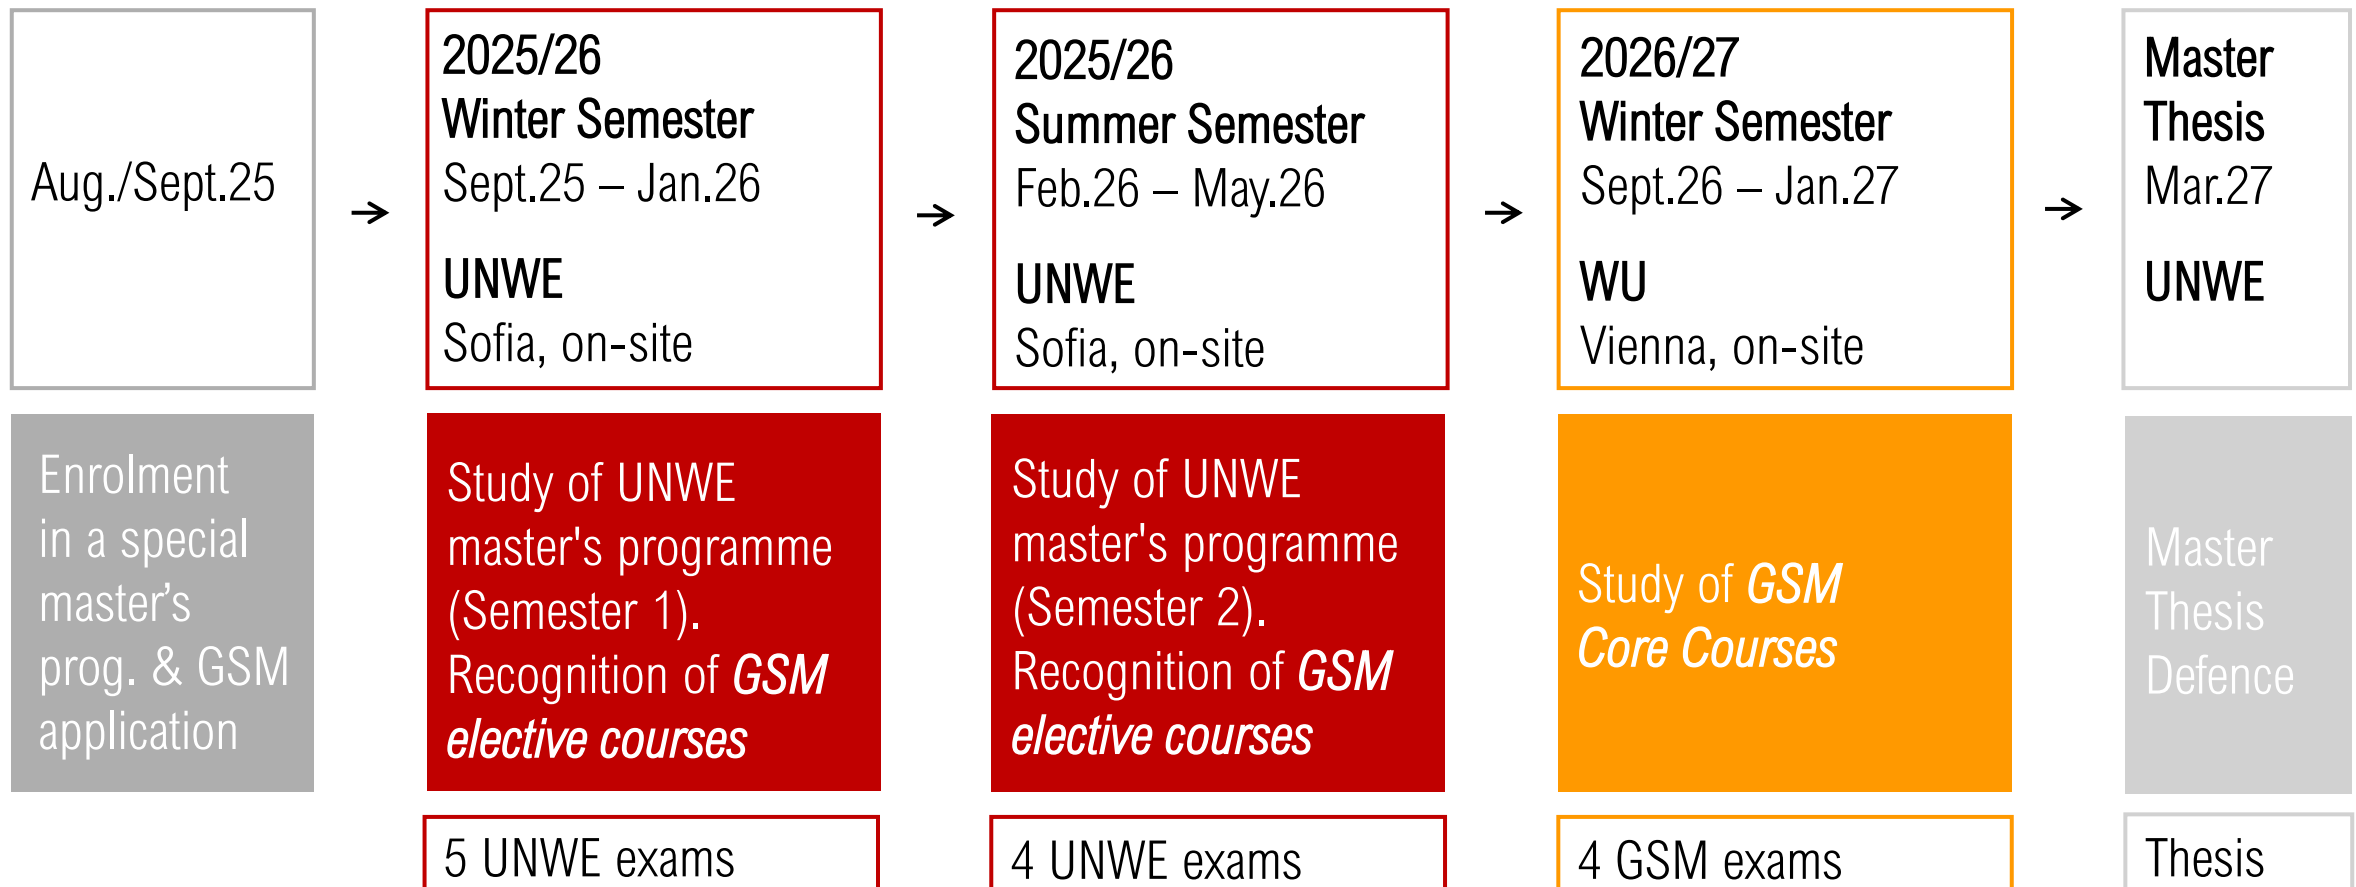 Aug./Sept.25
2025/26
Winter Semester
Sept.25 – Jan.26
UNWE
Sofia, on-site
2025/26
Summer Semester
Feb.26 – May.26
UNWE
Sofia, on-site
2026/27
Winter Semester
Sept.26 – Jan.27
WU
Vienna, on-site
Master
Thesis
Mar.27
UNWE
Enrolment
in a special
master’s
prog. & GSM
application
Study of UNWE
master's programme
(Semester 1).
Recognition of GSM
elective courses
Study of UNWE
master's programme
(Semester 2).
Recognition of GSM
elective courses
Study of GSM
Core Courses
Master
Thesis
Defence
5 UNWE exams
4 UNWE exams
4 GSM exams
Thesis